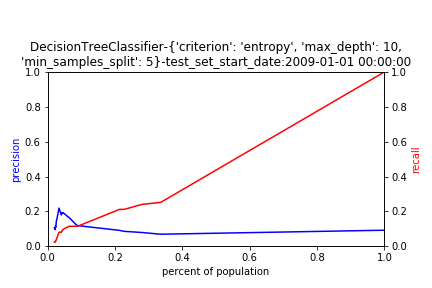 DecisionTreeClassifier-{'criterion': 'entropy', 'max_depth': 10,
'min_samples_split': 5}-test_set_start_date:2009-01-01 00:00:00
1.0
0.8
0.6
0.4
0.2
0.0
precision
1.0
0.8
0.6
0.4
0.2
0.0
recall
0.0 0.2 0.4 0.6 0.8 1.0
percent of population